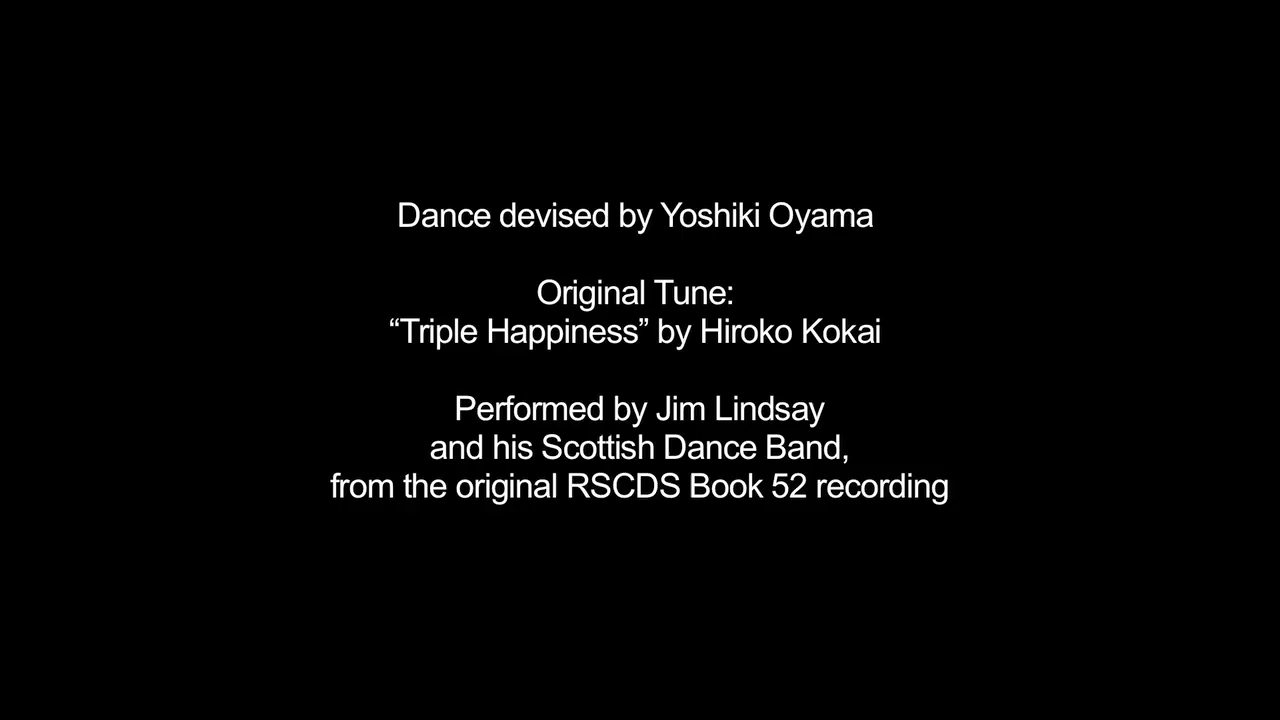 Dance devised by Yoshiki Oyama
Original Tune:
“Triple Happiness” by Hiroko Kokai
Performed by Jim Lindsay
and his Scottish Dance Band,
from the original RSCDS Book 52 recording